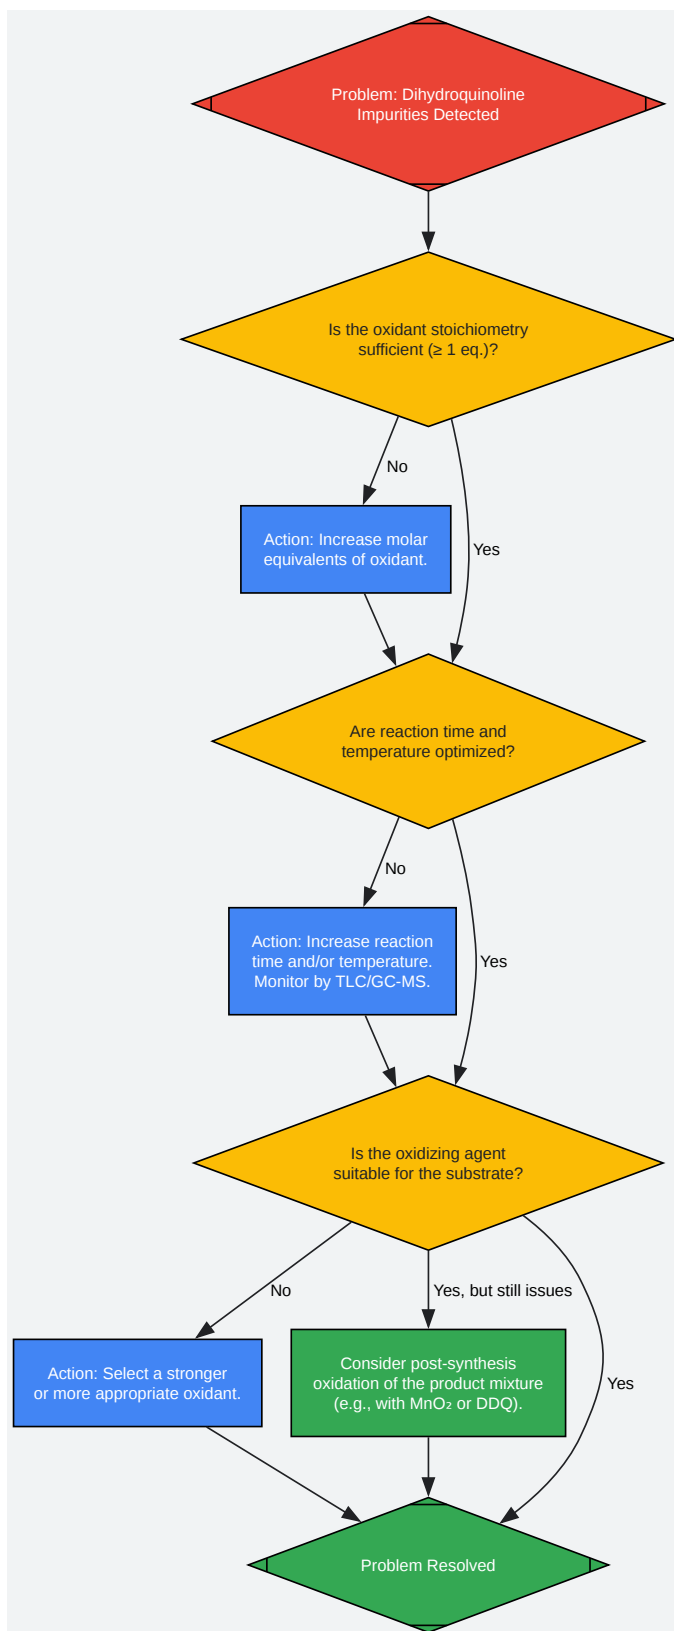 Problem: Dihydroquinoline
Impurities Detected
Is the oxidant stoichiometry
sufficient (≥ 1 eq.)?
No
Action: Increase molar
equivalents of oxidant.
Yes
Are reaction time and
temperature optimized?
No
Action: Increase reaction
time and/or temperature.
Monitor by TLC/GC-MS.
Yes
Is the oxidizing agent
suitable for the substrate?
No
Yes, but still issues
Action: Select a stronger
or more appropriate oxidant.
Consider post-synthesis
oxidation of the product mixture
(e.g., with MnO₂ or DDQ).
Yes
Problem Resolved